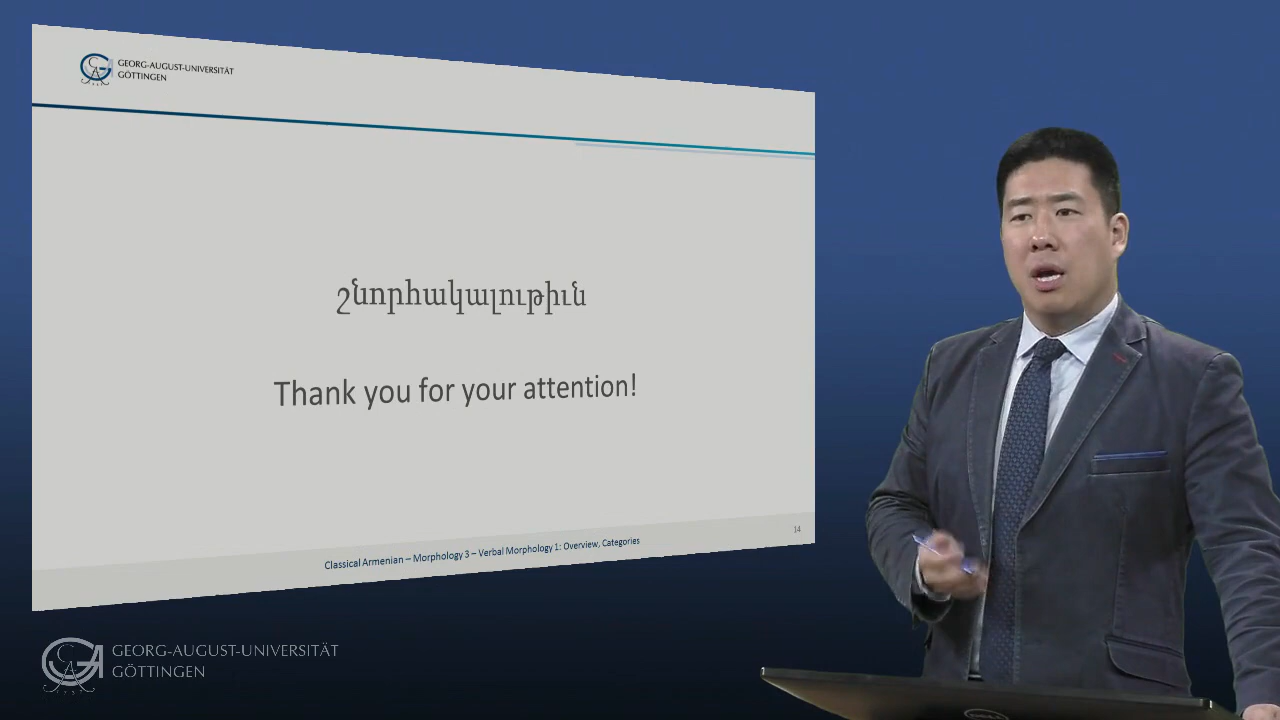 GEORG-AUGUST-UNIVERSITÄT
GÖTTINGEN
շնորհակալութիւն
Thank you for your attention!
14
Classical Armenian – Morphology 3 – Verbal Morphology 1: Overview, Categories
GEORG-AUGUST-UNIVERSITÄT
GÖTTINGEN